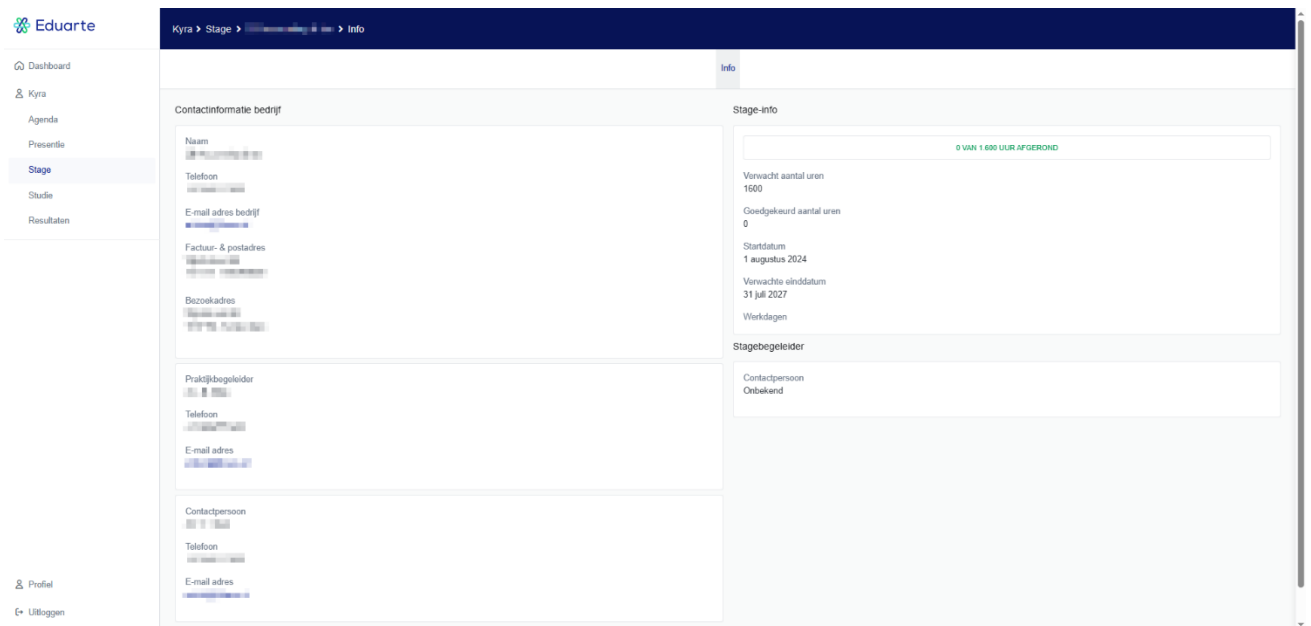 Eduarte
Kyra > Stage > > Info
Dashboard
Kyra
Agenda
Presentie
Stage
Studie
Resultaten
Profiel
Uitloggen
Info
Contactinformatie bedrijf
Naam
Telefoon
E-mail adres bedrijf
Factuur- & postadres
Bezoekadres
Praktijkbegeleider
Telefoon
E-mail adres
Contactpersoon
Telefoon
E-mail adres
Stage-info
0 VAN 1.600 UUR AFGEROND
Verwacht aantal uren
1600
Goedgekeurd aantal uren
0
Startdatum
1 augustus 2024
Verwachte einddatum
31 juli 2027
Werkdagen
Stagebegeleider
Contactpersoon
Onbekend